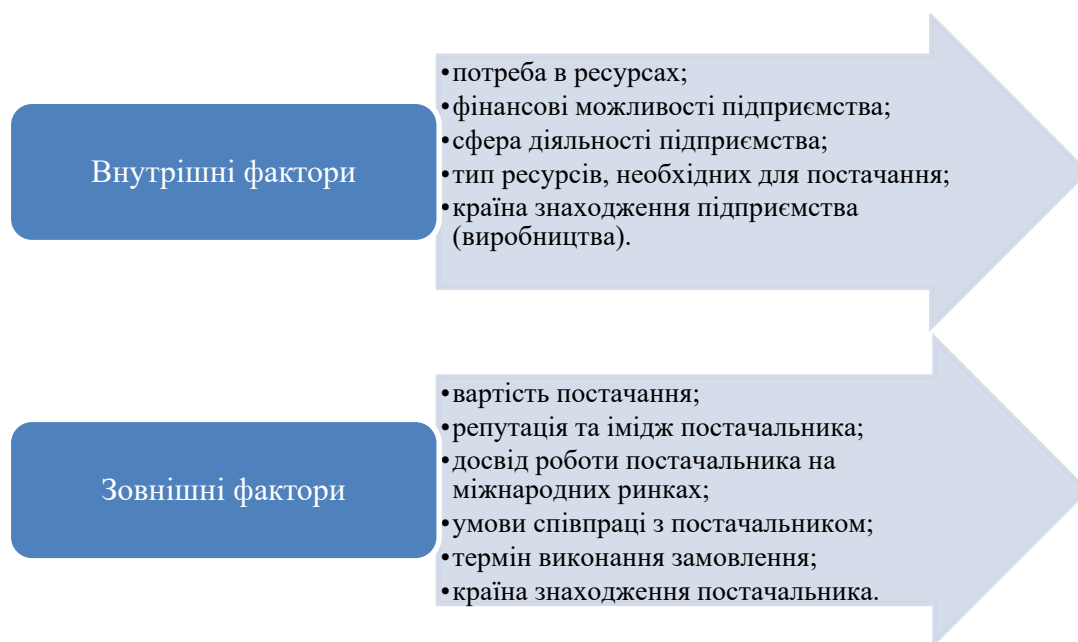 Внутрішні фактори
•потреба в ресурсах;
•фінансові можливості підприємства;
•сфера діяльності підприємства;
•тип ресурсів, необхідних для постачання;
•країна знаходження підприємства
(виробництва).
Зовнішні фактори
•вартість постачання;
•репутація та імідж постачальника;
•досвід роботи постачальника на
міжнародних ринках;
•умови співпраці з постачальником;
•термін виконання замовлення;
•країна знаходження постачальника.